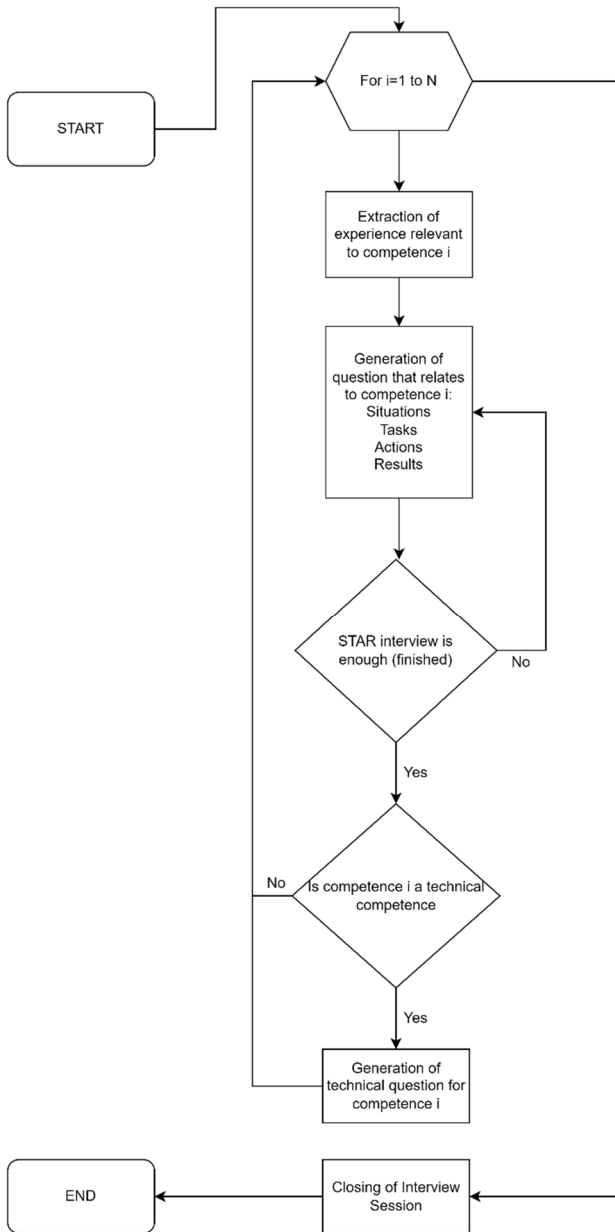 For i=1 to N
START
Extraction of
experience relevant
to competence i
Generation of
question that relates
to competence i:
Situations
Tasks
Actions
Results
STAR interview is
enough (finished)
No
Yes
No
Is competence i a technical
competence
Yes
Generation of
technical question for
competence i
END
Closing of Interview
Session